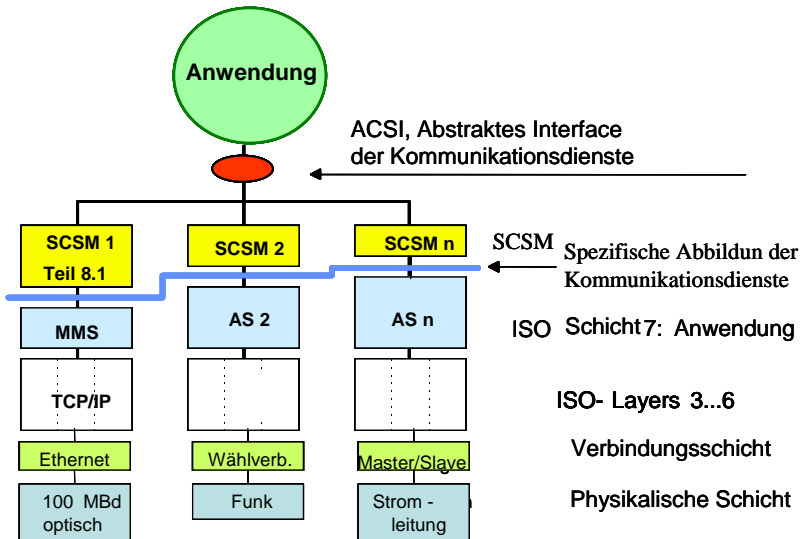 Anwendung
ACSI, Abstraktes Interface
der Kommunikationsdienste
SCSM 1
Teil 8.1
SCSM 2
SCSM n
SCSM
Spezifische Abbildun der
Kommunikationsdienste
MMS
AS 2
AS n
ISO Schicht 7: Anwendung
TCP/IP
ISO- Layers 3...6
Ethernet
Wählverb.
Master/Slave
Verbindungsschicht
100 MBd
optisch
Funk
Strom -
leitung
Physikalische Schicht